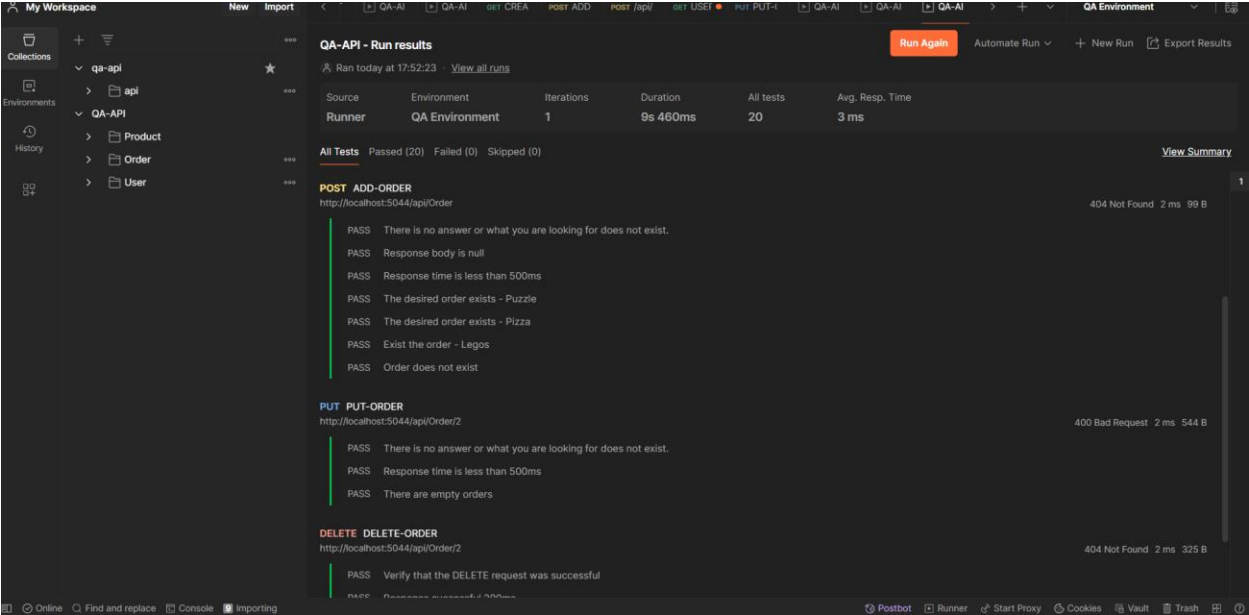 My Workspace New Import QA-AI QA-AI GET CREA POST ADD POST /api/ GET USEF PUT PUT-( QA-AI QA-AI QA-AI QA Environment
Collections
Environments
History
qa-api
api
QA-API
Product
Order
User
QA-API - Run results
Run Again Automate Run New Run Export Results
Ran today at 17:52:23 · View all runs
Source Environment Iterations Duration All tests Avg. Resp. Time
Runner QA Environment 1 9s 460ms 20 3 ms
All Tests Passed (20) Failed (0) Skipped (0) View Summary
1
POST ADD-ORDER
http://localhost:5044/api/Order 404 Not Found 2 ms 99 B
PASS There is no answer or what you are looking for does not exist.
PASS Response body is null
PASS Response time is less than 500ms
PASS The desired order exists - Puzzle
PASS The desired order exists - Pizza
PASS Exist the order - Legos
PASS Order does not exist
PUT PUT-ORDER
http://localhost:5044/api/Order/2 400 Bad Request 2 ms 544 B
PASS There is no answer or what you are looking for does not exist.
PASS Response time is less than 500ms
PASS There are empty orders
DELETE DELETE-ORDER
http://localhost:5044/api/Order/2 404 Not Found 2 ms 325 B
PASS Verify that the DELETE request was successful
Online Find and replace Console Importing Postbot Runner Start Proxy Cookies Vault Trash